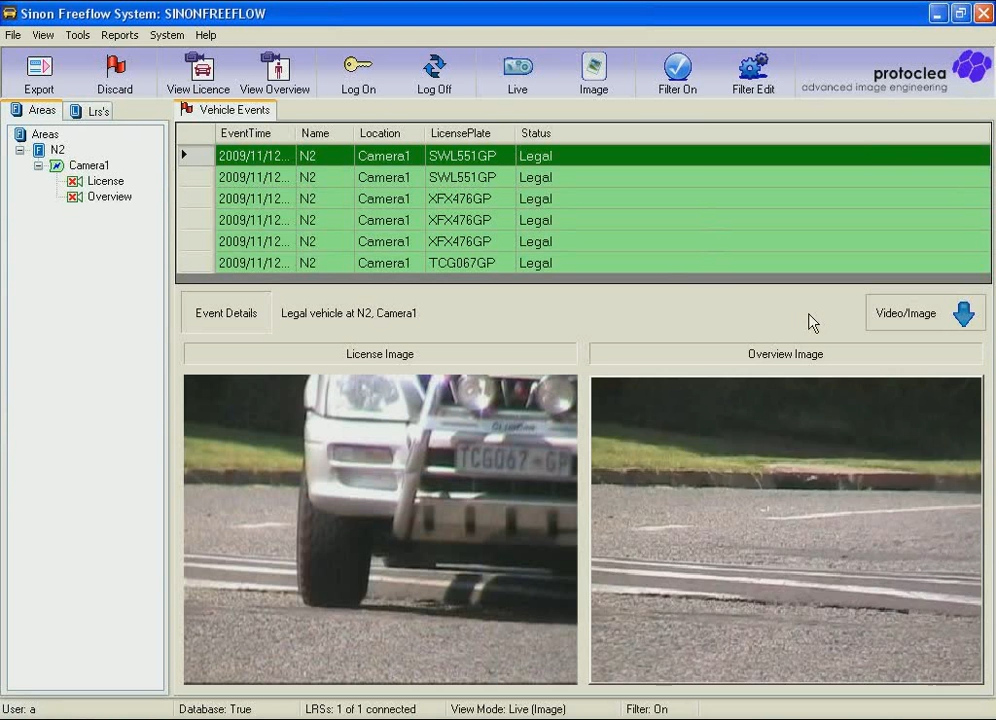 Sinon Freeflow System: SINONFREEFLOW
File View Tools Reports System Help
Export Discard View Licence View Overview Log On Log Off Live Image Filter On Filter Edit
protoclea
advanced image engineering
Areas Lrs's
Vehicle Events
Areas
N2
Camera1
License
Overview
EventTime Name Location LicensePlate Status
2009/11/12... N2 Camera1 SWL551GP Legal
2009/11/12... N2 Camera1 SWL551GP Legal
2009/11/12... N2 Camera1 XFX476GP Legal
2009/11/12... N2 Camera1 XFX476GP Legal
2009/11/12... N2 Camera1 XFX476GP Legal
2009/11/12... N2 Camera1 TCG067GP Legal
Event Details Legal vehicle at N2, Camera1 Video/Image
License Image Overview Image
TCG067-GP
User: a Database: True LRSs: 1 of 1 connected View Mode: Live (Image) Filter: On